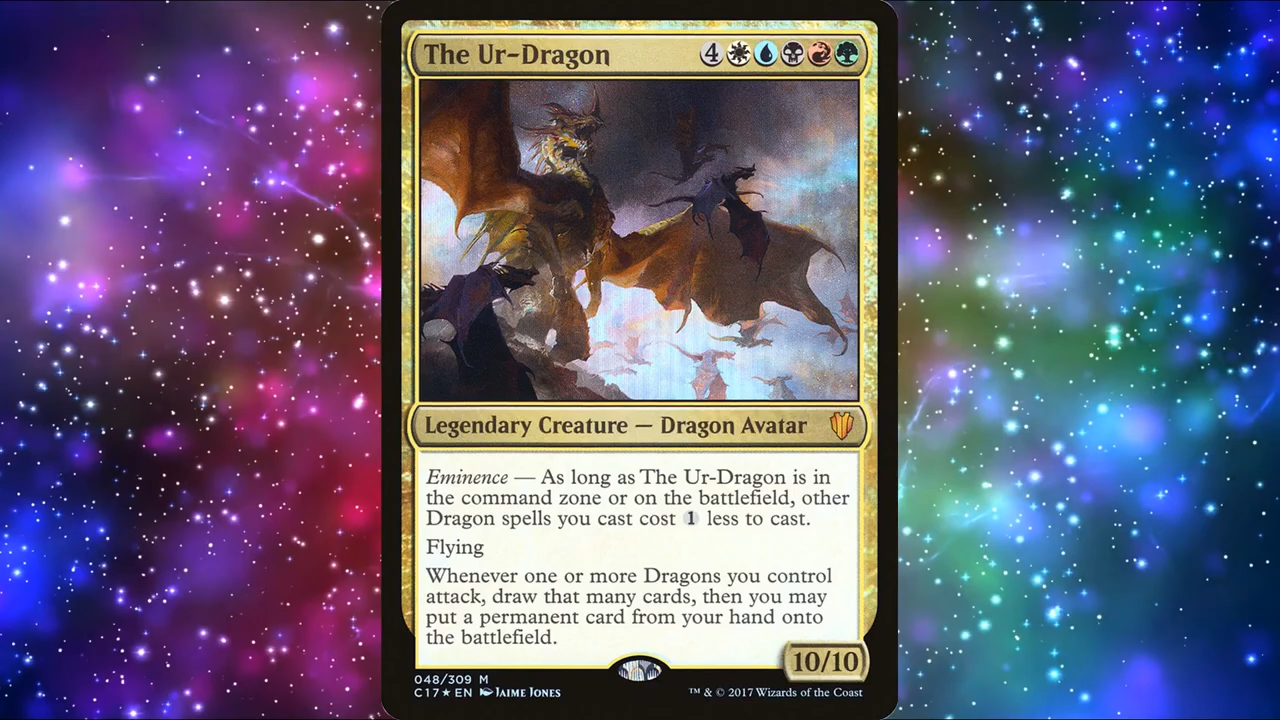 The Ur-Dragon 4
Legendary Creature — Dragon Avatar
Eminence — As long as The Ur-Dragon is in
the command zone or on the battlefield, other
Dragon spells you cast cost 1 less to cast.
Flying
Whenever one or more Dragons you control
attack, draw that many cards, then you may
put a permanent card from your hand onto
the battlefield.
10/10
048/309 M
C17★EN JAIME JONES
™ & © 2017 Wizards of the Coast